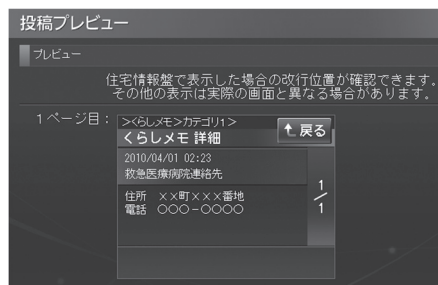 投稿プレビュー
プレビュー
住宅情報盤で表示した場合の改行位置が確認できます。
その他の表示は実際の画面と異なる場合があります。
1ページ目：
＞くらしメモ＞カテゴリ1＞
くらしメモ 詳細
戻る
2010/04/01 02:23
救急医療病院連絡先
住所 ××町×××番地
電話 ○○○-○○○○
1/1